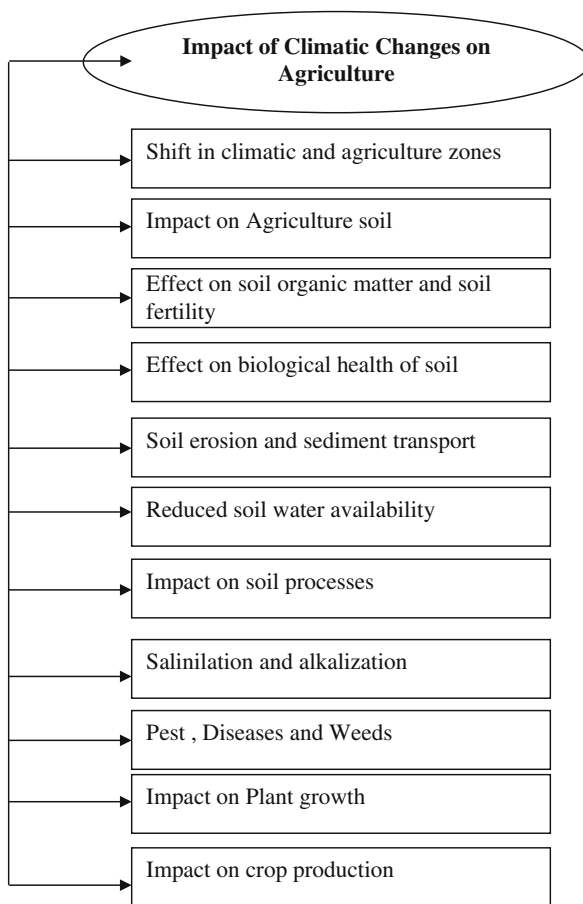 Impact of Climatic Changes on
Agriculture
Shift in climatic and agriculture zones
Impact on Agriculture soil
Effect on soil organic matter and soil
fertility
Effect on biological health of soil
Soil erosion and sediment transport
Reduced soil water availability
Impact on soil processes
Salinilation and alkalization
Pest , Diseases and Weeds
Impact on Plant growth
Impact on crop production